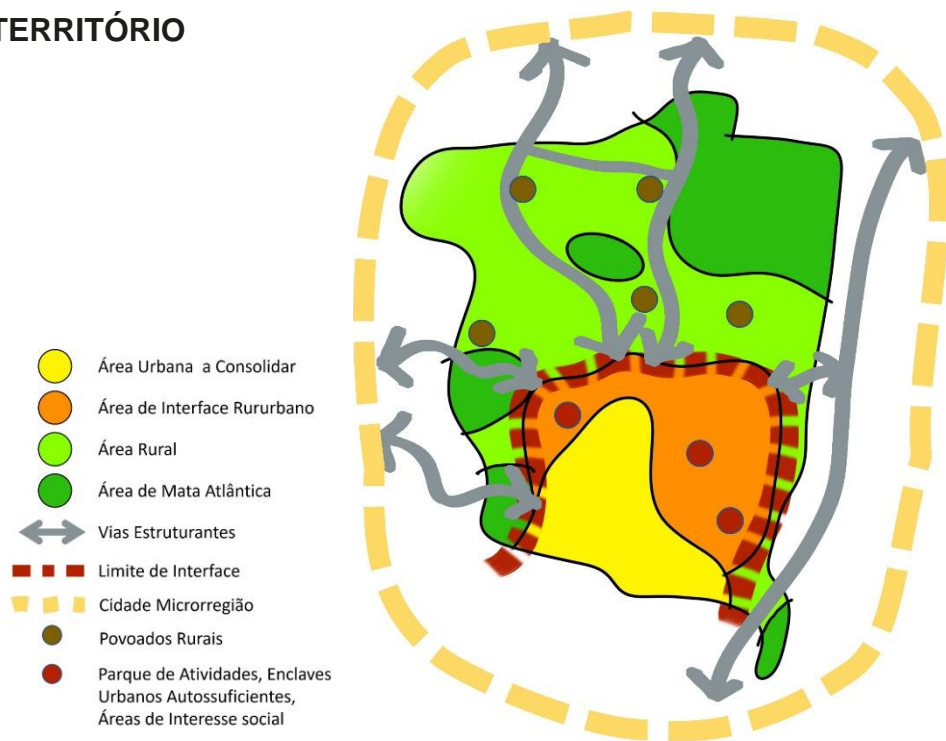 TERRITÓRIO
Área Urbana a Consolidar
Área de Interface Rururbano
Área Rural
Área de Mata Atlântica
Vias Estruturantes
Limite de Interface
Cidade Microrregião
Povoados Rurais
Parque de Atividades, Enclaves
Urbanos Autossuficientes,
Áreas de Interesse social